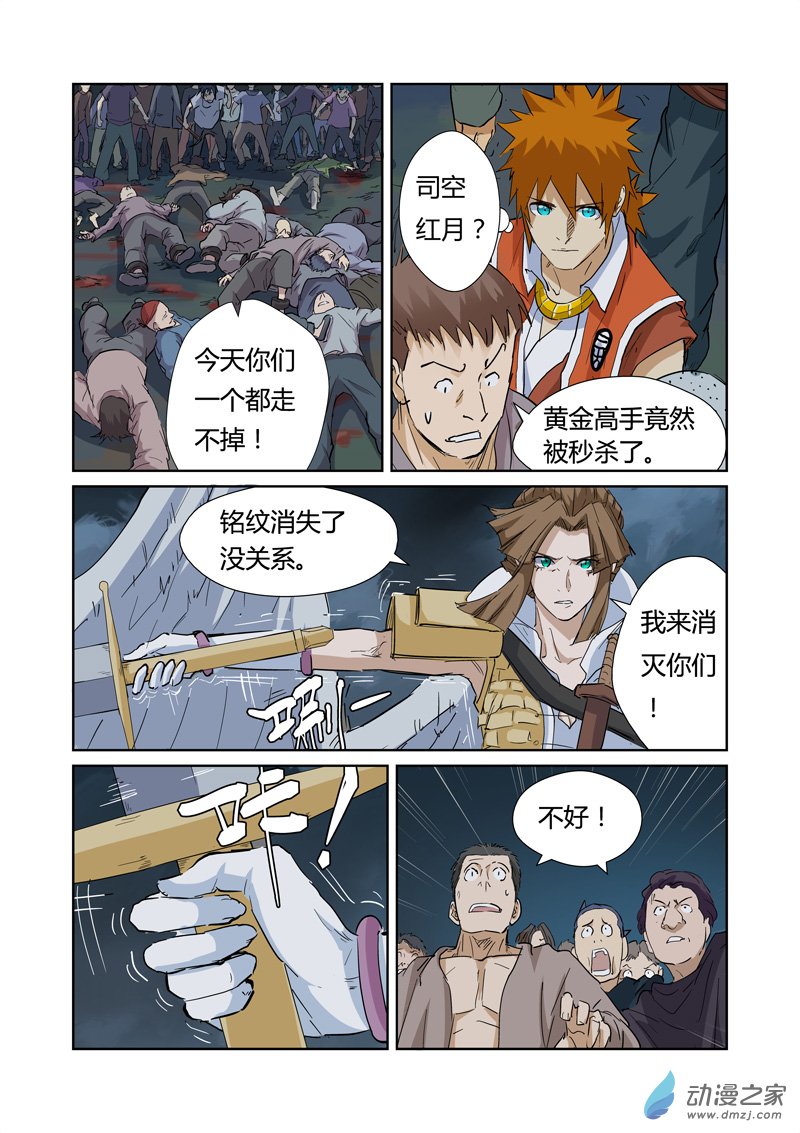 今天你们
一个都走
不掉！
司空
红月？
黄金高手竟然
被秒杀了。
铭纹消失了
没关系。
我来消
灭你们
！
唰一
咔！
不好！
动漫之家
www.dmzj.com